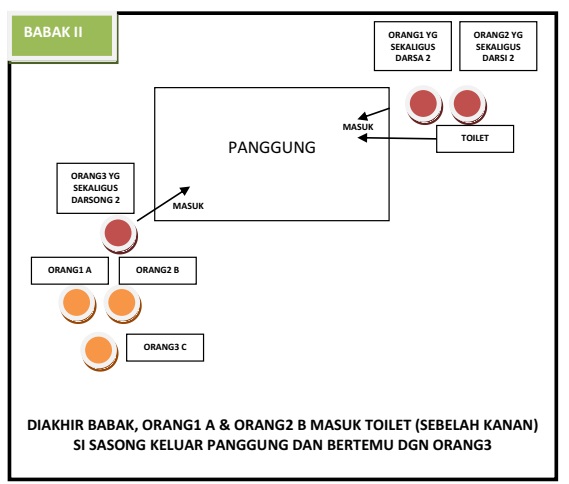 BABAK II
ORANG1 YG
SEKALIGUS
DARSA 2
ORANG2 YG
SEKALIGUS
DARSI 2
MASUK
TOILET
PANGGUNG
ORANG3 YG
SEKALIGUS
DARSONG 2
MASUK
ORANG1 A
ORANG2 B
ORANG3 C
DIAKHIR BABAK, ORANG1 A & ORANG2 B MASUK TOILET (SEBELAH KANAN)
SI SASONG KELUAR PANGGUNG DAN BERTEMU DGN ORANG3